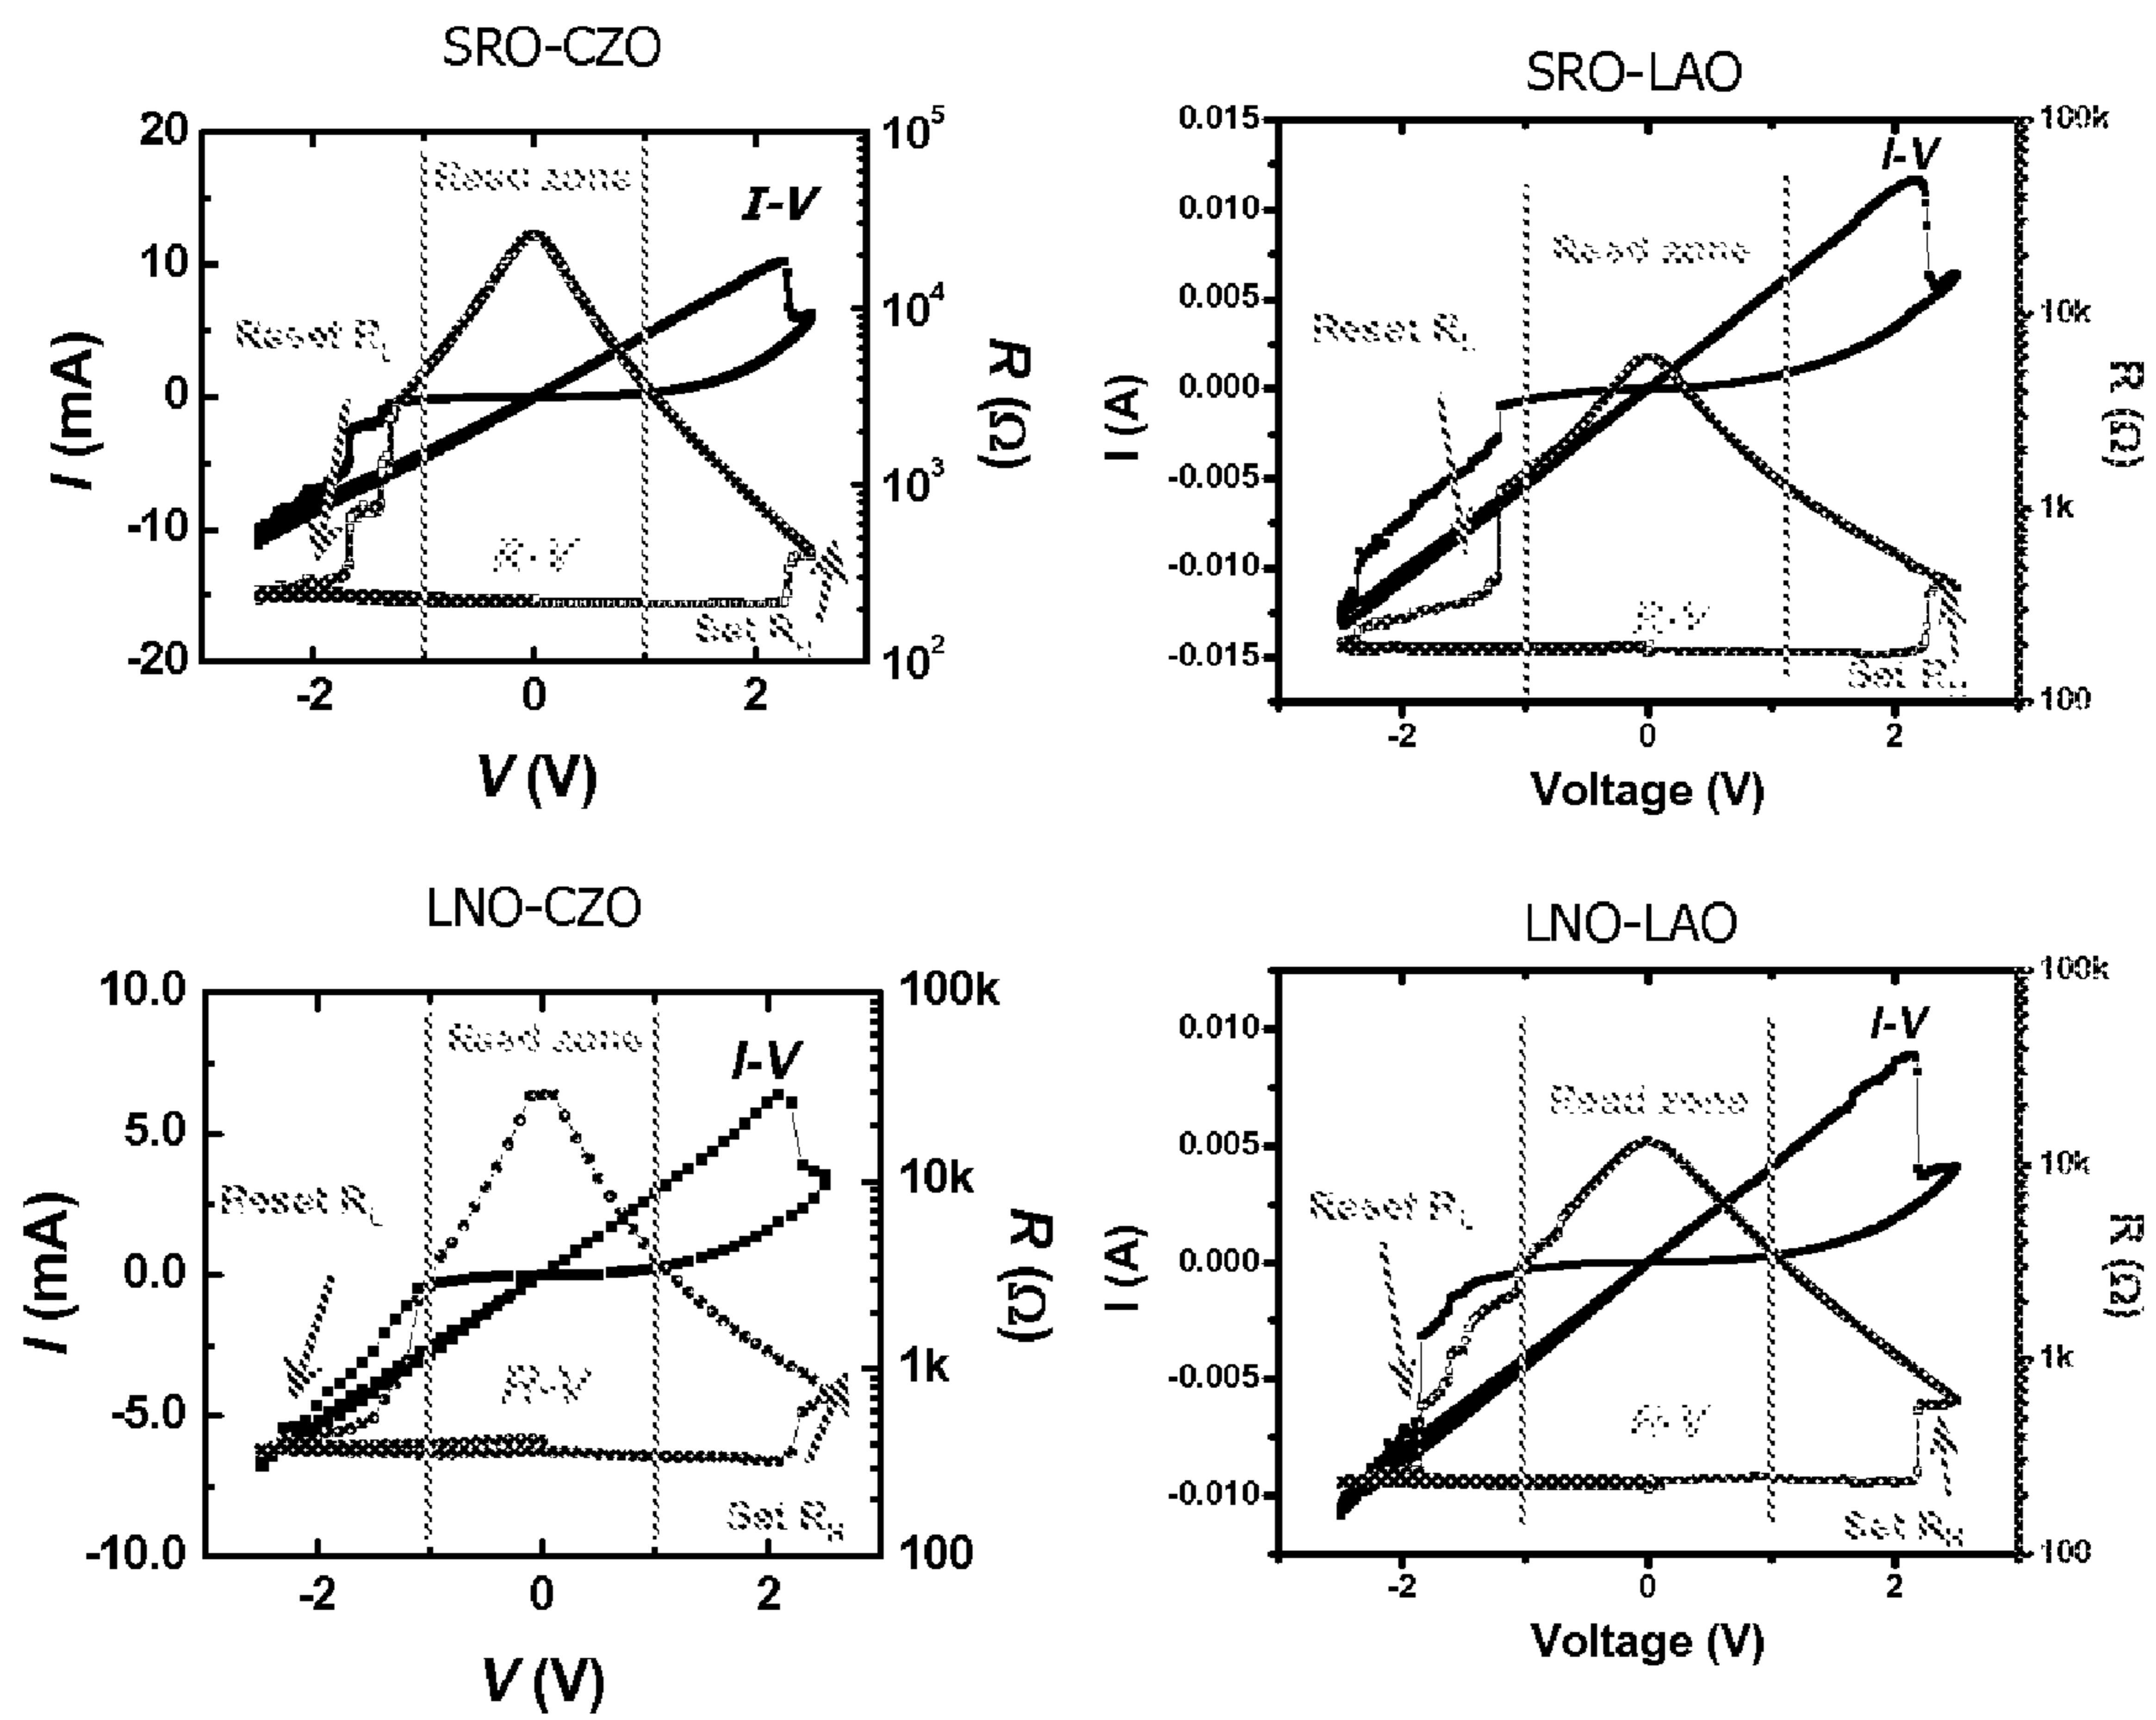 SRO-CZO
20
10
0
-10
-20
I (mA)
10^5
10^4
10^3
10^2
R (Ω)
Read zone
I-V
Reset R_L
R-V
Set R
-2 0 2
V (V)
SRO-LAO
0.015
0.010
0.005
0.000
-0.005
-0.010
-0.015
I (A)
100k
10k
1k
100
R (Ω)
I-V
Read zone
Reset R_L
R-V
Set R_H
-2 0 2
Voltage (V)
LNO-CZO
10.0
5.0
0.0
-5.0
-10.0
I (mA)
100k
10k
1k
100
R (Ω)
Read zone
I-V
Reset R_L
R-V
Set R_H
-2 0 2
V (V)
LNO-LAO
0.010
0.005
0.000
-0.005
-0.010
I (A)
100k
10k
1k
100
R (Ω)
I-V
Read zone
Reset R_L
R-V
Set R_H
-2 0 2
Voltage (V)